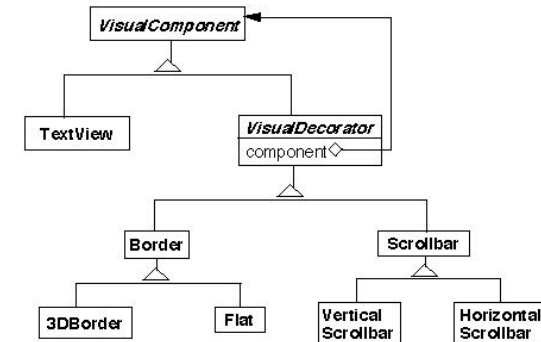 VisualComponent
TextView
VisualDecorator
component
Border
Scrollbar
3DBorder
Flat
Vertical
Scrollbar
Horizontal
Scrollbar